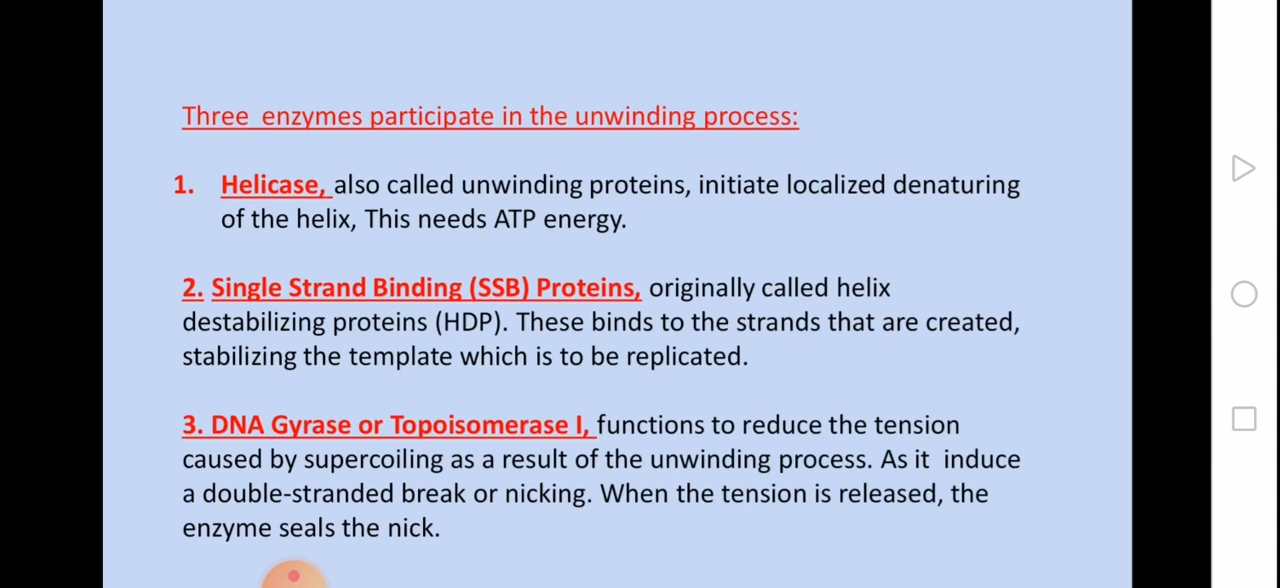 Three enzymes participate in the unwinding process:
1. Helicase, also called unwinding proteins, initiate localized denaturing
of the helix, This needs ATP energy.
2. Single Strand Binding (SSB) Proteins, originally called helix
destabilizing proteins (HDP). These binds to the strands that are created,
stabilizing the template which is to be replicated.
3. DNA Gyrase or Topoisomerase I, functions to reduce the tension
caused by supercoiling as a result of the unwinding process. As it induce
a double-stranded break or nicking. When the tension is released, the
enzyme seals the nick.